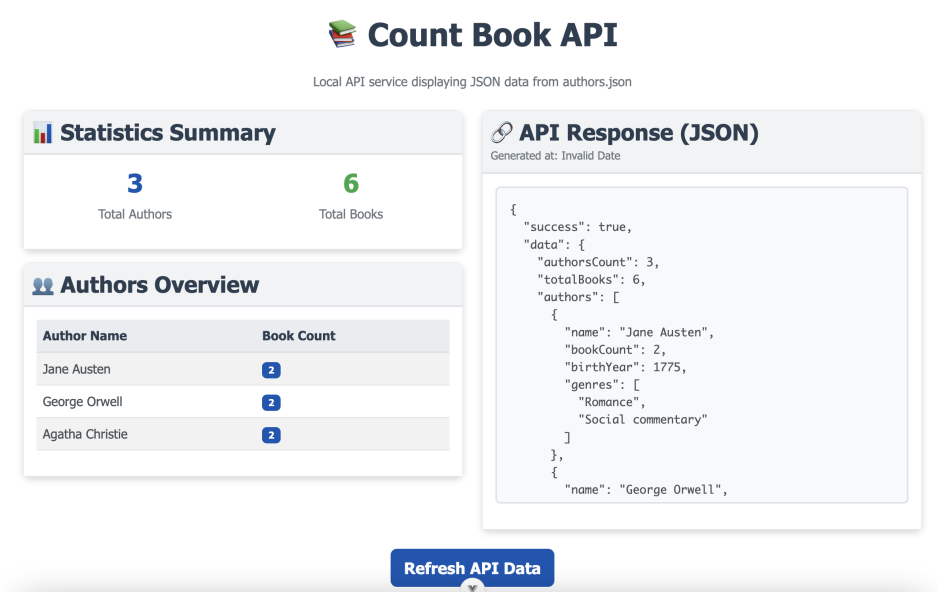 Count Book API
Local API service displaying JSON data from authors.json
Statistics Summary
3
Total Authors
6
Total Books
Authors Overview
Author Name Book Count
Jane Austen 2
George Orwell 2
Agatha Christie 2
API Response (JSON)
Generated at: Invalid Date
{
  "success": true,
  "data": {
    "authorsCount": 3,
    "totalBooks": 6,
    "authors": [
      {
        "name": "Jane Austen",
        "bookCount": 2,
        "birthYear": 1775,
        "genres": [
          "Romance",
          "Social commentary"
        ]
      },
      {
        "name": "George Orwell",
Refresh API Data